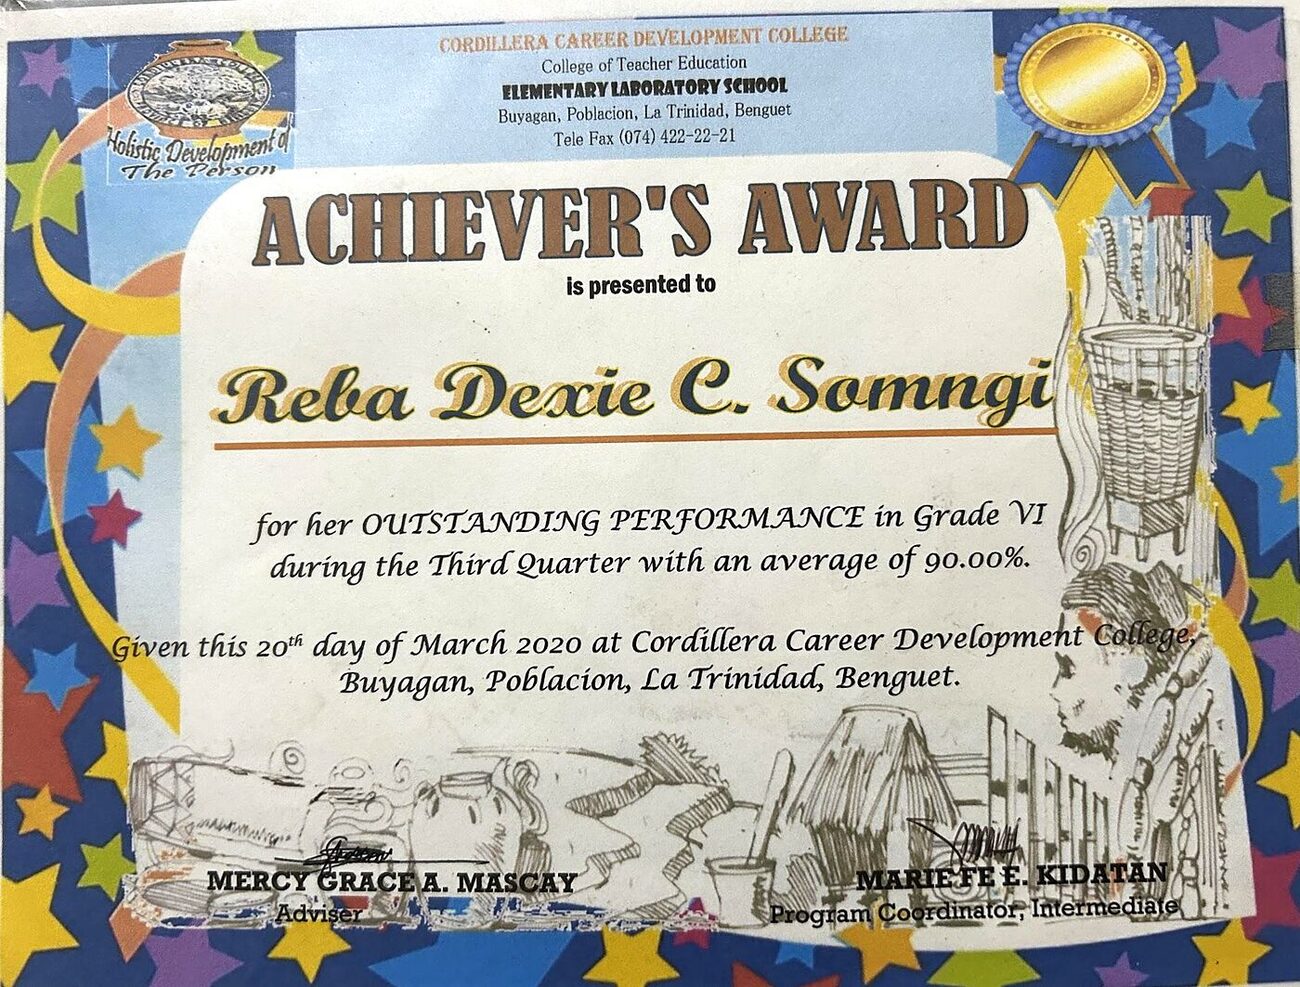 CORDILLERA CAREER DEVELOPMENT COLLEGE
College of Teacher Education
ELEMENTARY LABORATORY SCHOOL
Buyagan, Poblacion, La Trinidad, Benguet
Tele Fax (074) 422-22-21
Holistic Development of
The Person
ACHIEVER'S AWARD
is presented to
Reba Dexie C. Somngi
for her OUTSTANDING PERFORMANCE in Grade VI
during the Third Quarter with an average of 90.00%.
Given this 20th day of March 2020 at Cordillera Career Development College,
Buyagan, Poblacion, La Trinidad, Benguet.
MERCY GRACE A. MASCAY
Adviser
MARIE FE E. KIDATAN
Program Coordinator, Intermediate